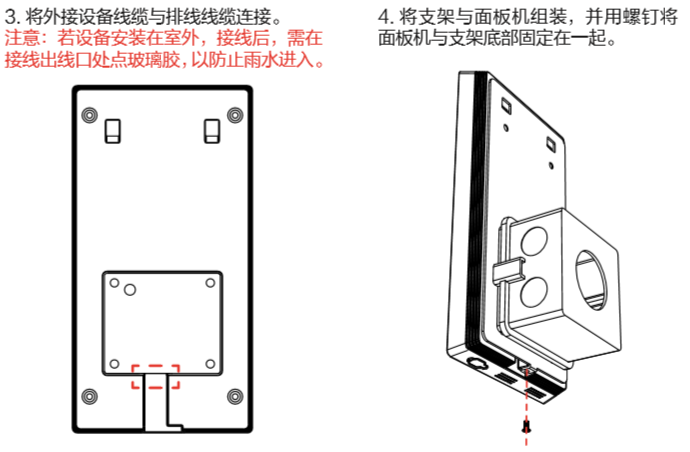 3. 将外接设备线缆与排线线缆连接。
注意：若设备安装在室外，接线后，需在
接线出线口处点玻璃胶，以防止雨水进入。
4. 将支架与面板机组装，并用螺钉将
面板机与支架底部固定在一起。